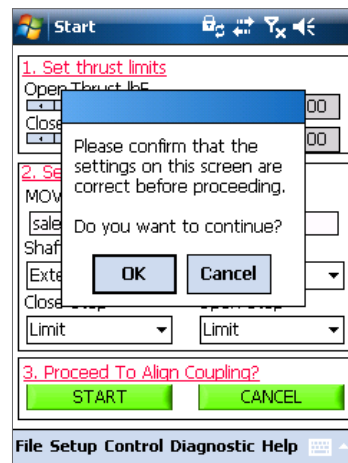 Start
1. Set thrust limits
Open Thrust lbF
00
Close
00
Please confirm that the
settings on this screen are
correct before proceeding.
Do you want to continue?
OK Cancel
2. Se
MOV
sale
Shaf
Exte
Close
Limit Limit
3. Proceed To Align Coupling?
START CANCEL
File Setup Control Diagnostic Help